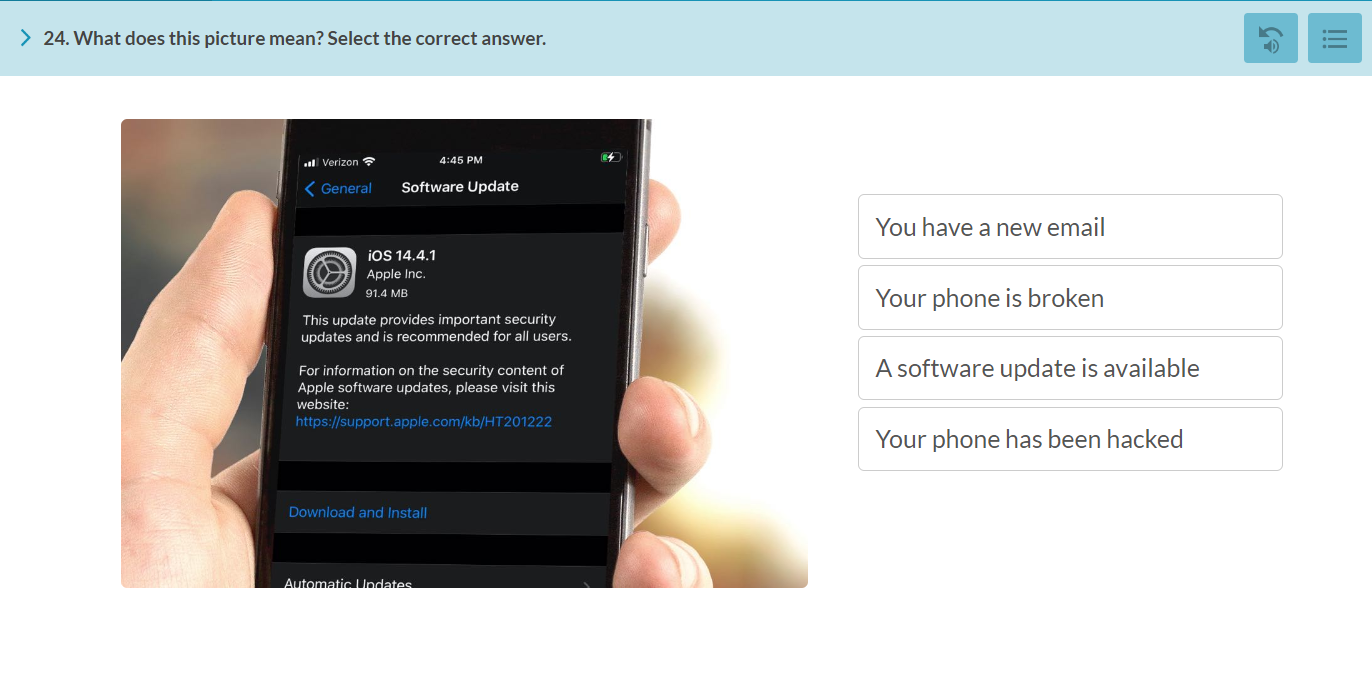 24. What does this picture mean? Select the correct answer.
Verizon 4:45 PM
General Software Update
iOS 14.4.1
Apple Inc.
91.4 MB
This update provides important security
updates and is recommended for all users.
For information on the security content of
Apple software updates, please visit this
website:
https://support.apple.com/kb/HT201222
Download and Install
Automatic Updates
You have a new email
Your phone is broken
A software update is available
Your phone has been hacked